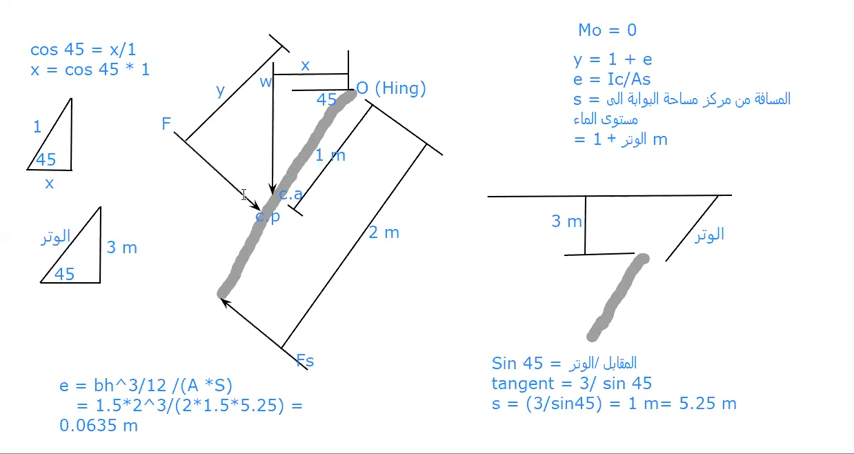 cos 45 = x/1
x = cos 45 * 1
1
45
x
الوتر
3 m
45
F
y
w
x
45
O (Hing)
1 m
c.a
c.p
2 m
Fs
e = bh^3/12 /(A *S)
= 1.5*2^3/(2*1.5*5.25) =
0.0635 m
Mo = 0
y = 1 + e
e = Ic/As
s = المسافة من مركز مساحة البوابة الى
مستوى الماء
= 1 + الوتر m
3 m
الوتر
Sin 45 = المقابل /الوتر
tangent = 3/ sin 45
s = (3/sin45) = 1 m= 5.25 m